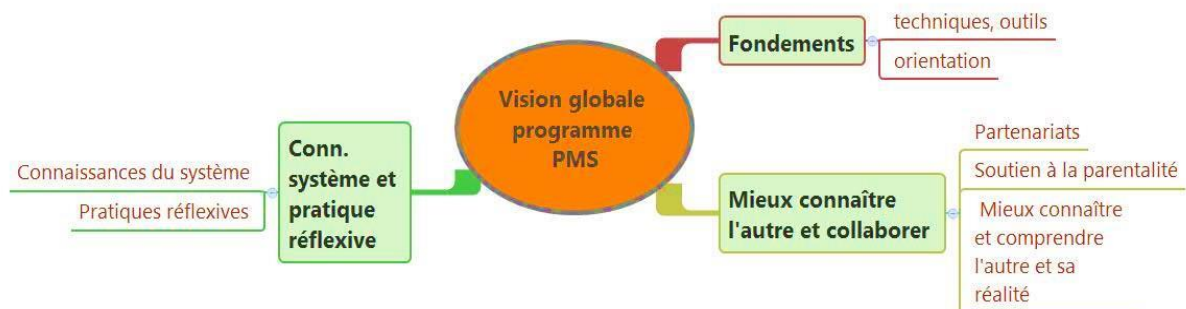 Vision globale
programme
PMS
Fondements
techniques, outils
orientation
Mieux connaître
l'autre et collaborer
Partenariats
Soutien à la parentalité
Mieux connaître
et comprendre
l'autre et sa
réalité
Conn.
système et
pratique
réflexive
Connaissances du système
Pratiques réflexives